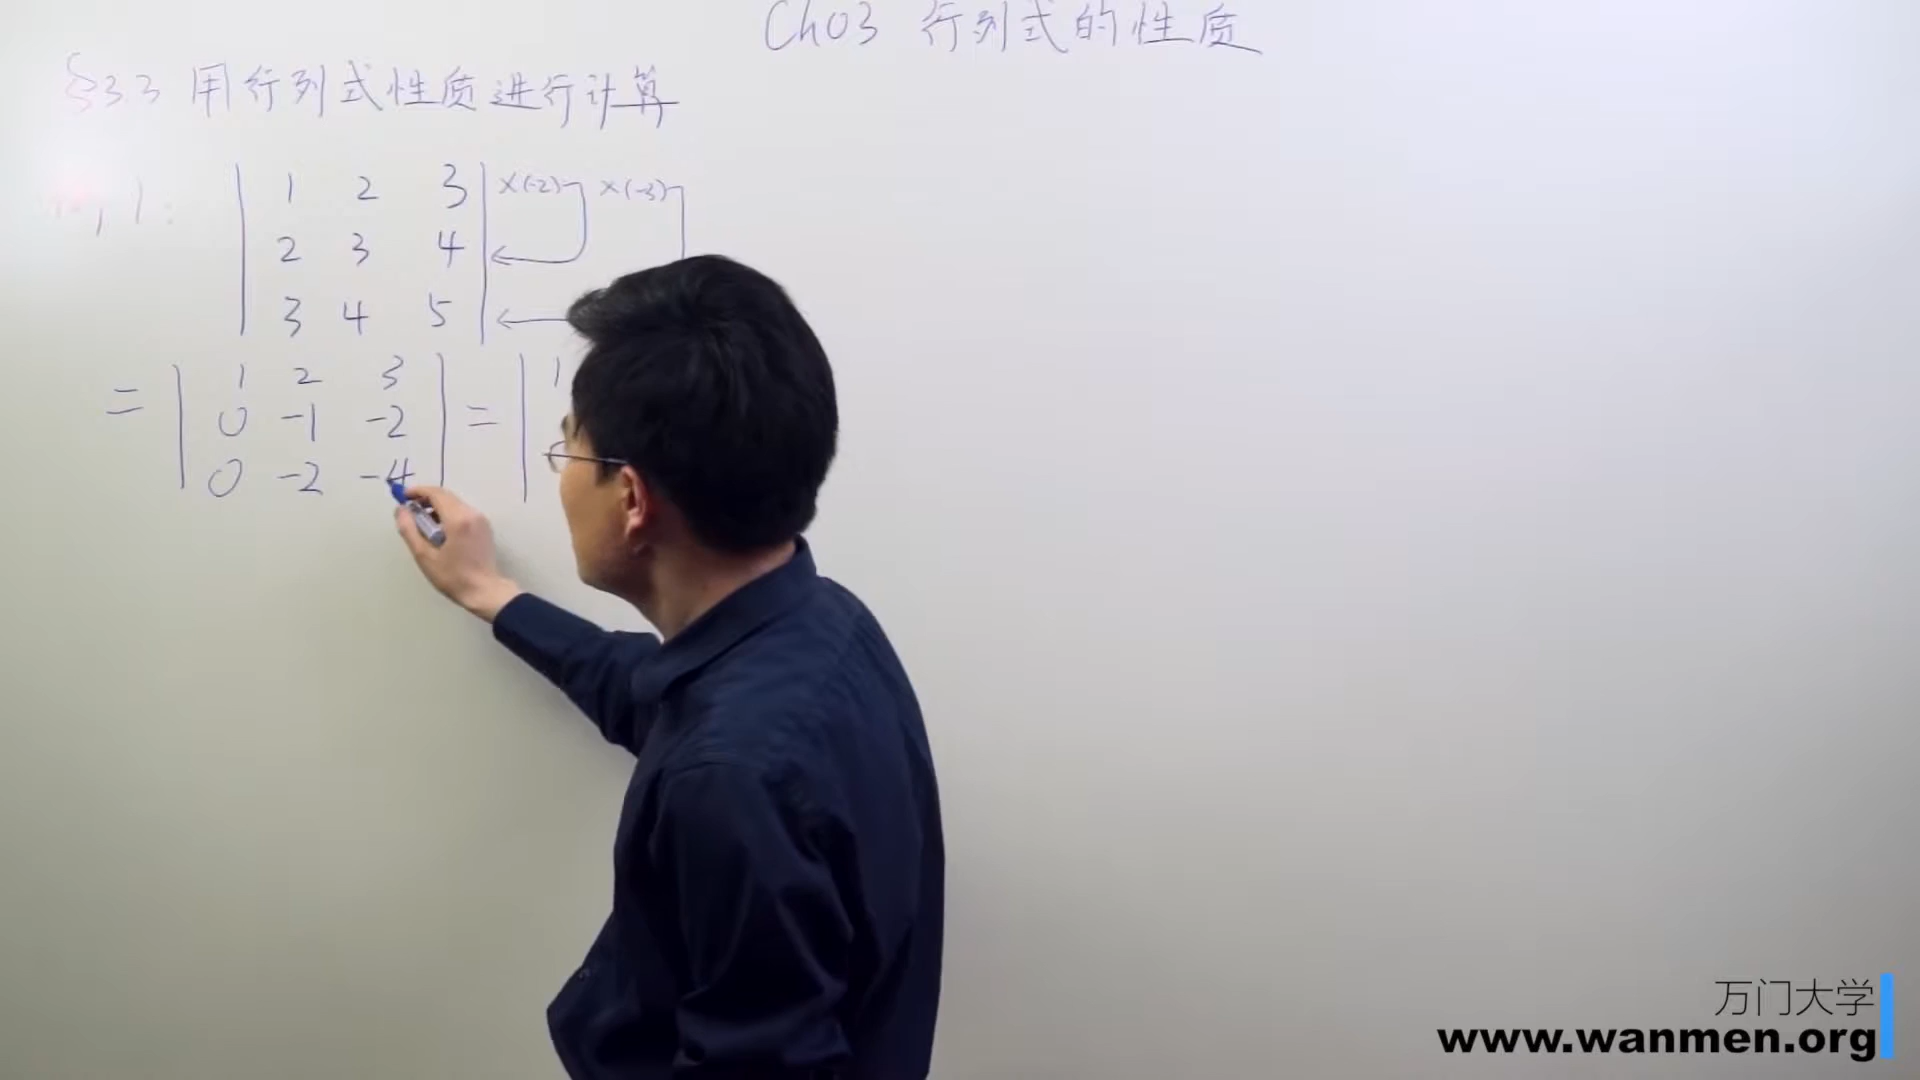 Ch03 行列式的性质
§3.3 用行列式性质进行计算
1: | 1 2 3 | ×(-2) ×(-3)
| 2 3 4 |
| 3 4 5 |
= | 1 2 3 | = | 1
| 0 -1 -2 |
| 0 -2 -4 |
万门大学
www.wanmen.org